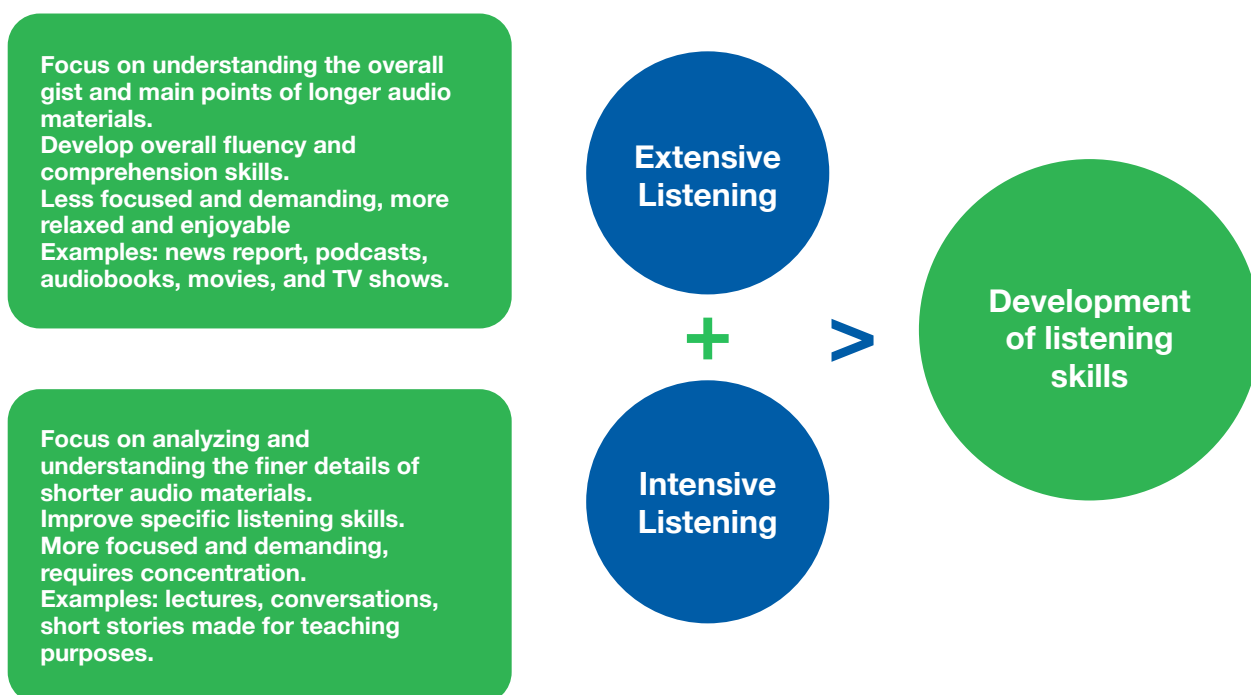 Focus on understanding the overall
gist and main points of longer audio
materials.
Develop overall fluency and
comprehension skills.
Less focused and demanding, more
relaxed and enjoyable
Examples: news report, podcasts,
audiobooks, movies, and TV shows.
Extensive
Listening
+
>
Development
of listening
skills
Focus on analyzing and
understanding the finer details of
shorter audio materials.
Improve specific listening skills.
More focused and demanding,
requires concentration.
Examples: lectures, conversations,
short stories made for teaching
purposes.
Intensive
Listening